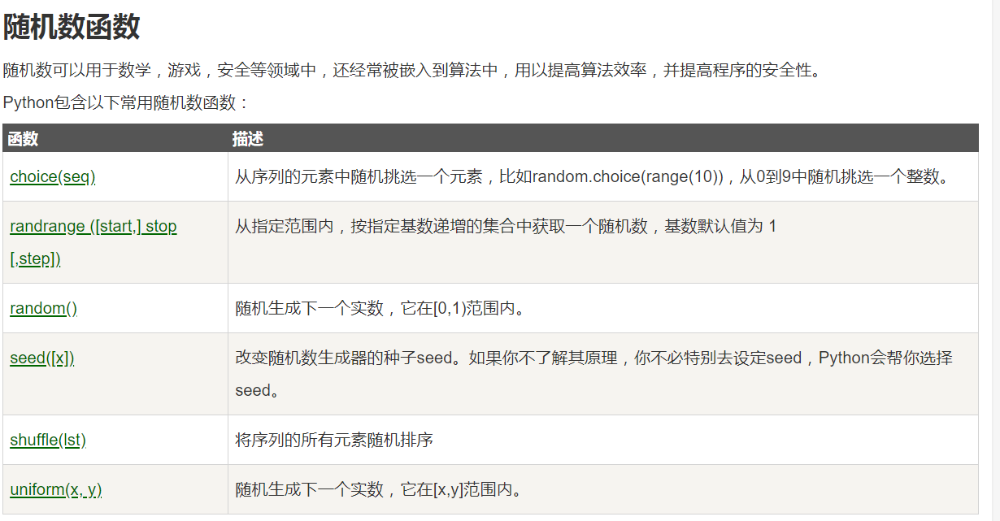 随机数函数
随机数可以用于数学，游戏，安全等领域中，还经常被嵌入到算法中，用以提高算法效率，并提高程序的安全性。
Python包含以下常用随机数函数：
函数 描述
choice(seq) 从序列的元素中随机挑选一个元素，比如random.choice(range(10))，从0到9中随机挑选一个整数。
randrange ([start,] stop 从指定范围内，按指定基数递增的集合中获取一个随机数，基数默认值为 1
[,step])
random() 随机生成下一个实数，它在[0,1)范围内。
seed([x]) 改变随机数生成器的种子seed。如果你不了解其原理，你不必特别去设定seed，Python会帮你选择
seed。
shuffle(lst) 将序列的所有元素随机排序
uniform(x, y) 随机生成下一个实数，它在[x,y]范围内。